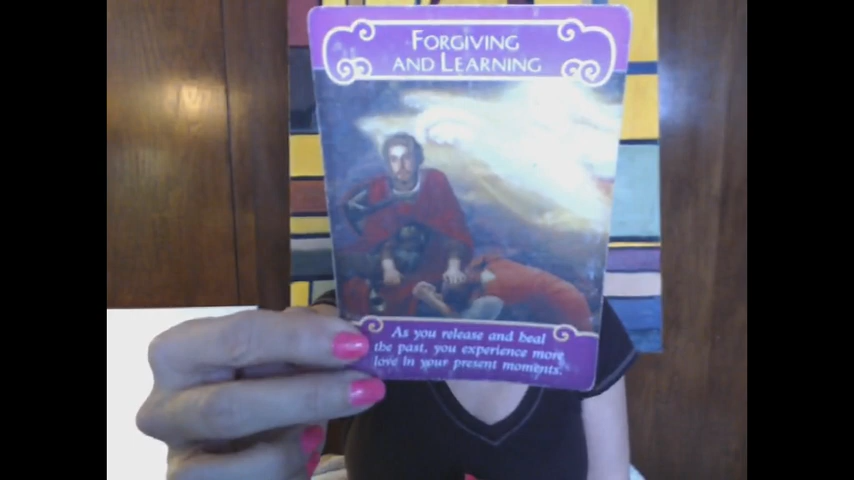 FORGIVING
AND LEARNING
As you release and heal
the past, you experience more
love in your present moments.